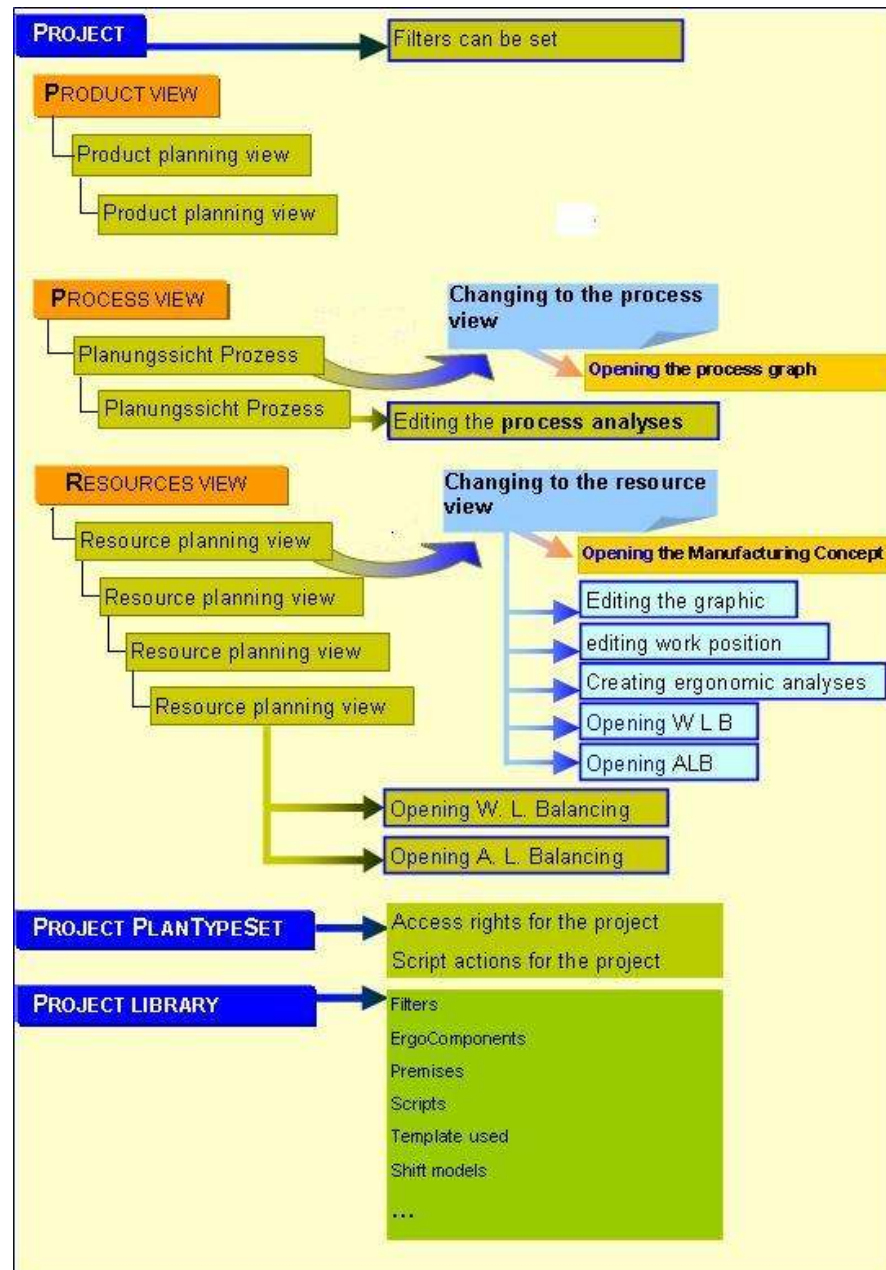 PROJECT
Filters can be set
PRODUCT VIEW
Product planning view
Product planning view
PROCESS VIEW
Changing to the process
view
Planungssicht Prozess
Opening the process graph
Planungssicht Prozess
Editing the process analyses
RESOURCES VIEW
Changing to the resource
view
Resource planning view
Opening the Manufacturing Concept
Resource planning view
Editing the graphic
Resource planning view
editing work position
Resource planning view
Creating ergonomic analyses
Opening W L B
Opening ALB
Opening W. L. Balancing
Opening A. L. Balancing
PROJECT PLANTYPESET
Access rights for the project
Script actions for the project
PROJECT LIBRARY
Filters
ErgoComponents
Premises
Scripts
Template used
Shift models
...